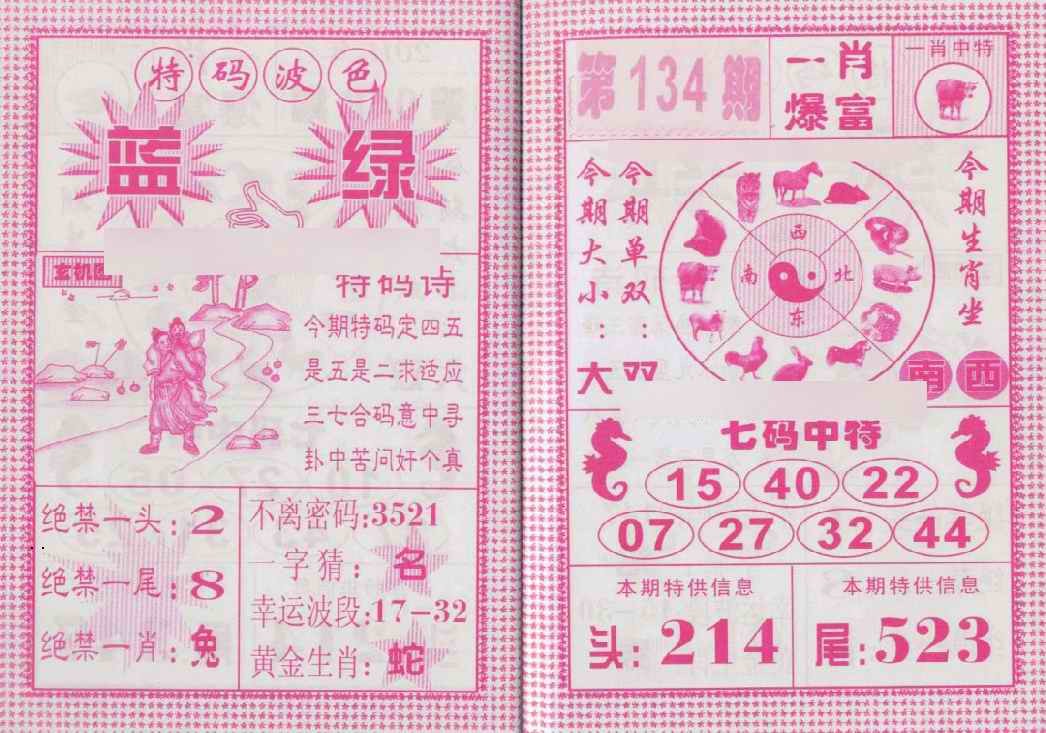 特码波色
蓝 绿
玄机图
特码诗
今期特码定四五
是五是二求适应
三七合码意中寻
卦中苦问奸个真
绝禁一头:2
绝禁一尾:8
绝禁一肖:兔
不离密码:3521
一字猜:名
幸运波段:17-32
黄金生肖:蛇
第134期
一肖
爆富
一肖中特
今期大小:大
今期单双:双
西
南 北
东
今期生肖坐
南 西
七码中特
15 40 22
07 27 32 44
本期特供信息
头:214
本期特供信息
尾:523